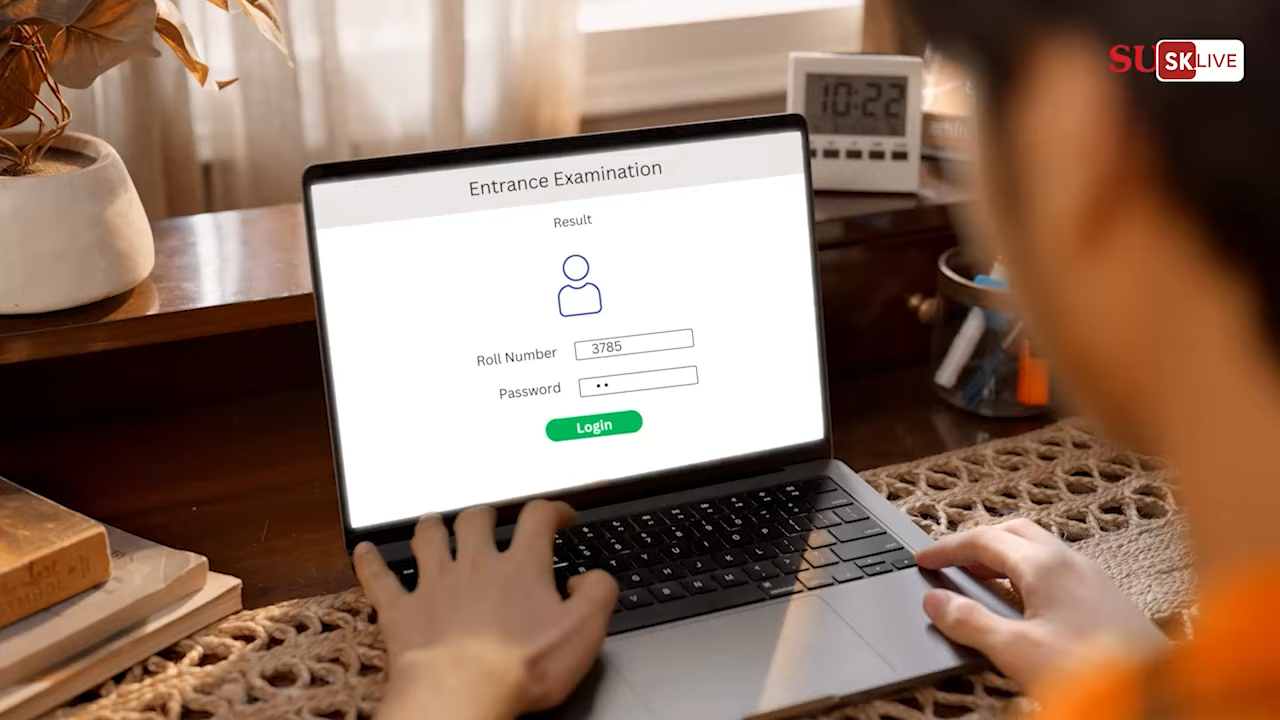 SU SK LIVE
10:22
Entrance Examination
Result
Roll Number 3785
Password ••
Login